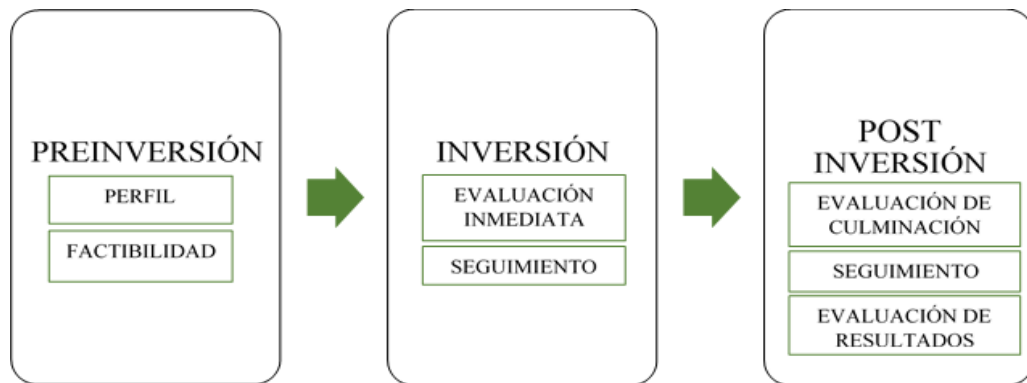 PREINVERSIÓN
PERFIL
FACTIBILIDAD
INVERSIÓN
EVALUACIÓN
INMEDIATA
SEGUIMIENTO
POST
INVERSIÓN
EVALUACIÓN DE
CULMINACIÓN
SEGUIMIENTO
EVALUACIÓN DE
RESULTADOS